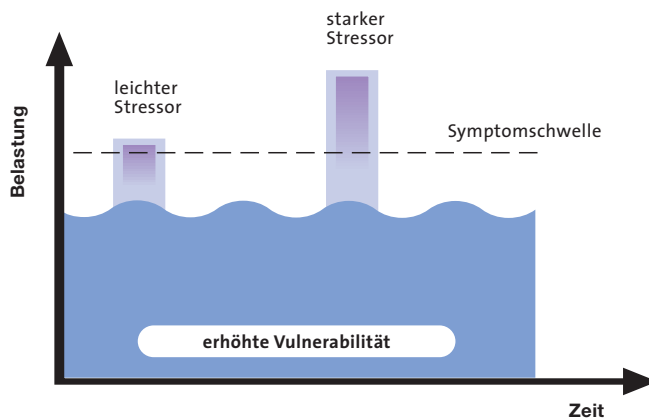 starker
Stressor
leichter
Stressor
Symptomschwelle
Belastung
erhöhte Vulnerabilität
Zeit